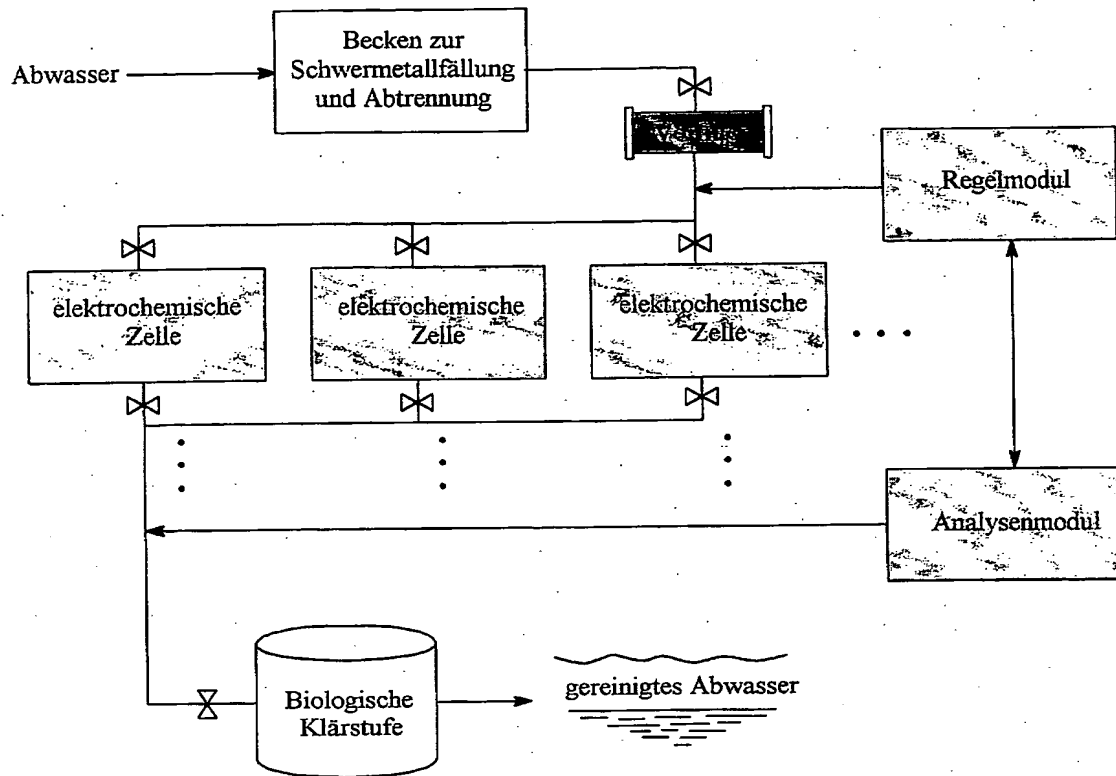 Becken zur
Schwermetallfällung
und Abtrennung
Abwasser
Regelmodul
elektrochemische
Zelle
elektrochemische
Zelle
elektrochemische
Zelle
Analysenmodul
Biologische
Klärstufe
gereinigtes Abwasser